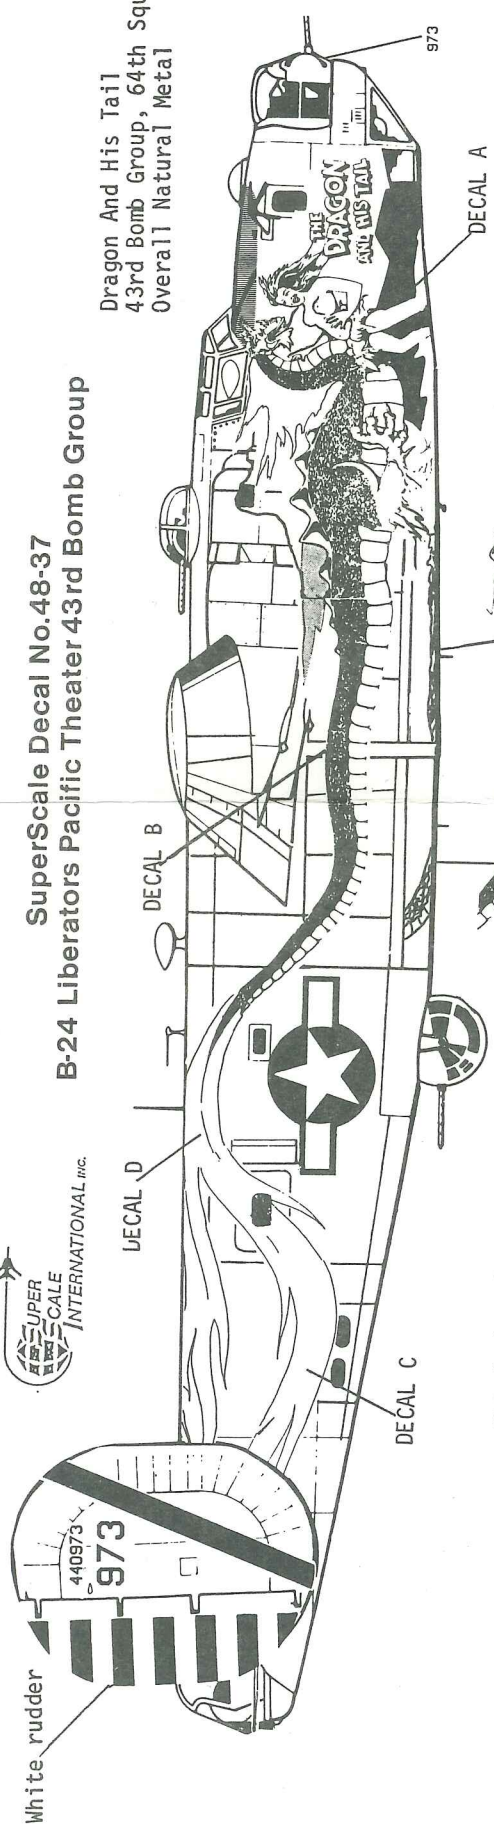 SuperScale Decal No.48-37
B-24 Liberators Pacific Theater 43rd Bomb Group
SUPER
SCALE
INTERNATIONAL INC.
Dragon And His Tail
43rd Bomb Group, 64th Squ
Overall Natural Metal
White rudder
440973
973
DECAL D
DECAL B
DECAL C
THE
DRAGON
AND HIS TAIL
973
DECAL A